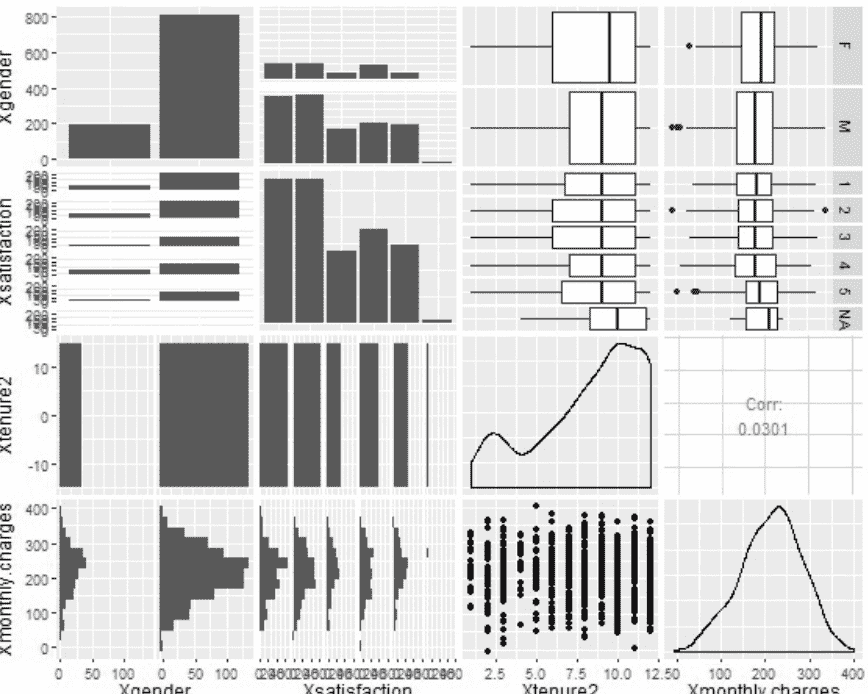 800
600
400
200
0
Xgender
F
M
Xsatisfaction
1
2
3
4
5
NA
Xtenure2
10
0
-10
Corr:
0.0301
Xmonthly.charges
400
300
200
100
0
0 50 100 0 50 100
2.5 5.0 7.5 10.0 12.5
0 100 200 300 400
Xgender Xsatisfaction Xtenure2 Xmonthly.charges